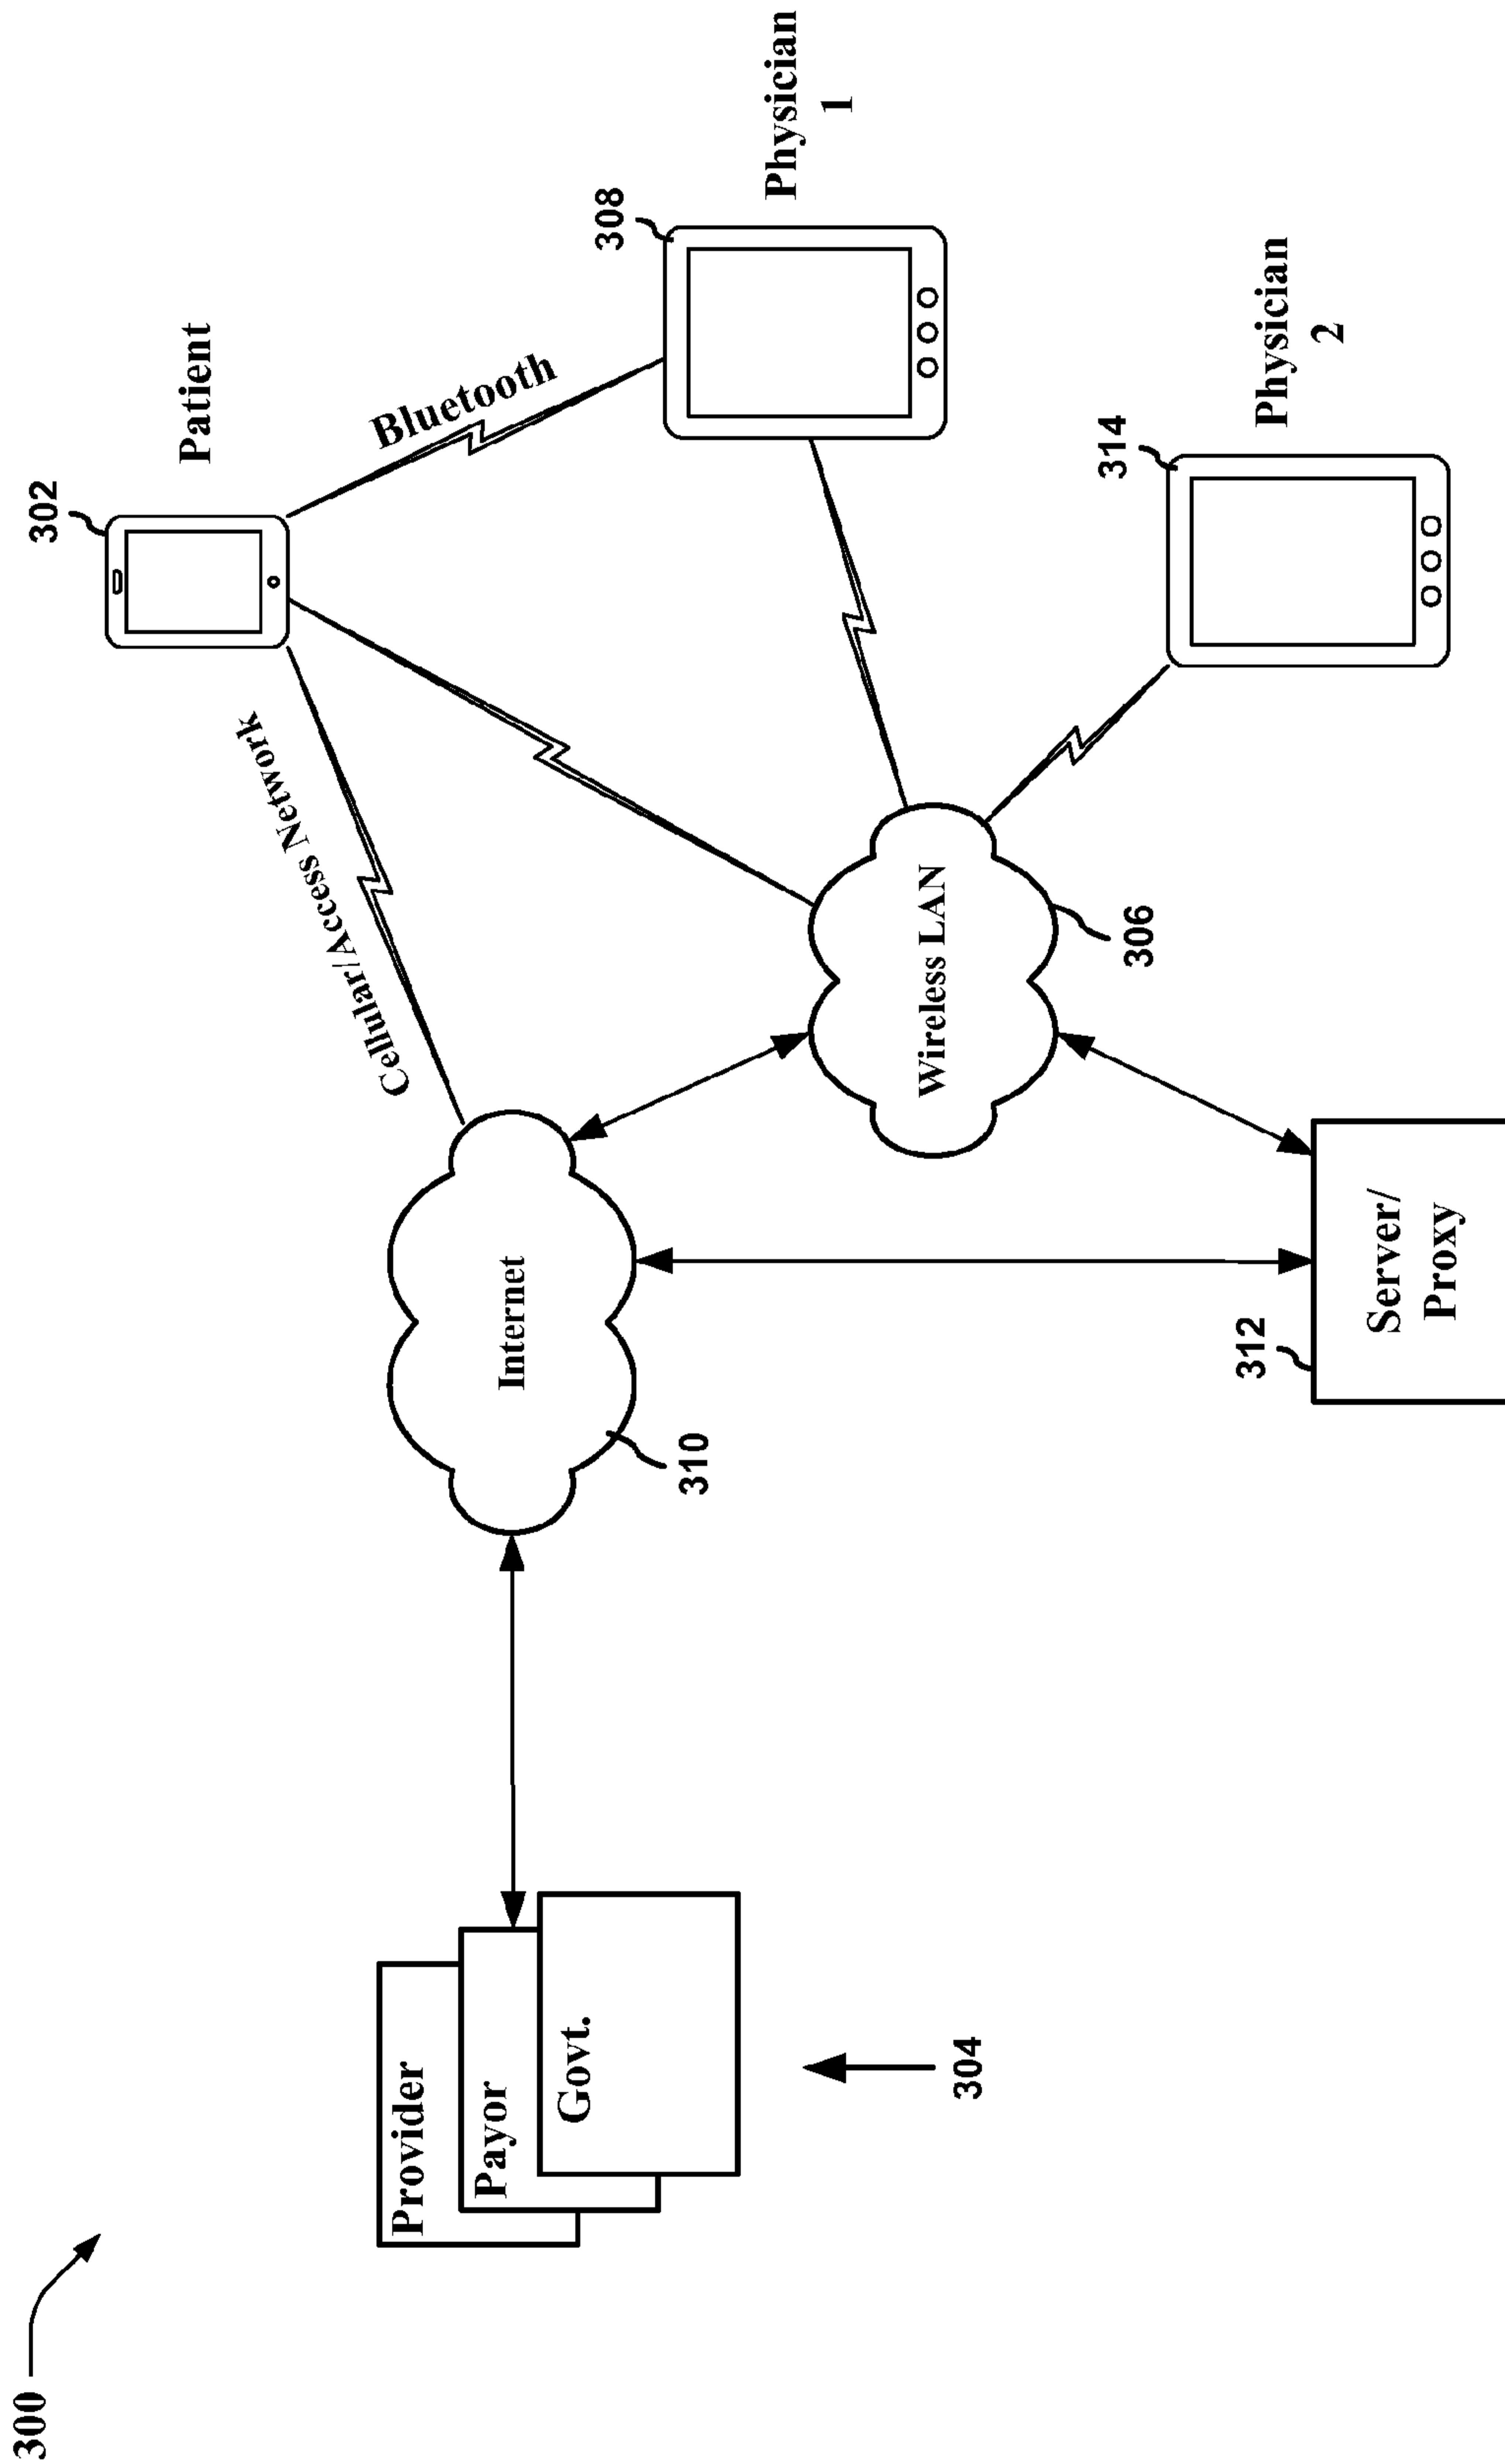 300
302
Patient
Cellular/Access Network
Bluetooth
Provider
Payor
Govt.
Internet
308
310
Physician
1
Wireless LAN
304
314
306
312
Physician
2
Server/
Proxy